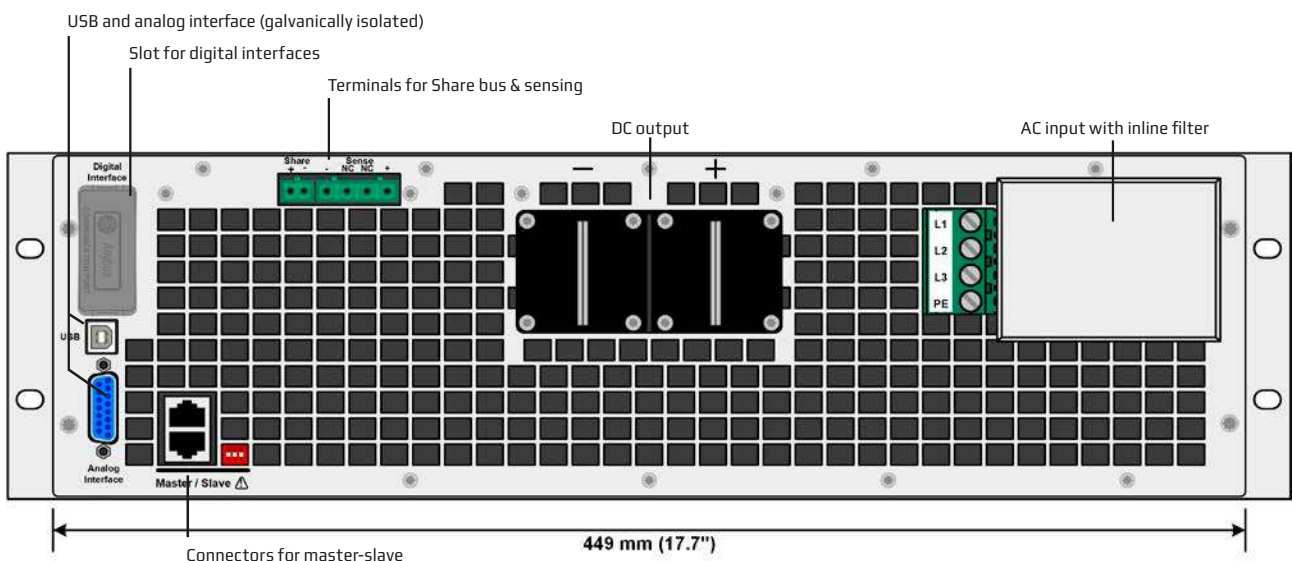 USB and analog interface (galvanically isolated)
Slot for digital interfaces
Terminals for Share bus & sensing
DC output
AC input with inline filter
Digital
Interface
Share
+ -
Sense
- NC NC +
− +
L1
L2
L3
PE
USB
Analog
Interface
Master / Slave ⚠
449 mm (17.7")
Connectors for master-slave